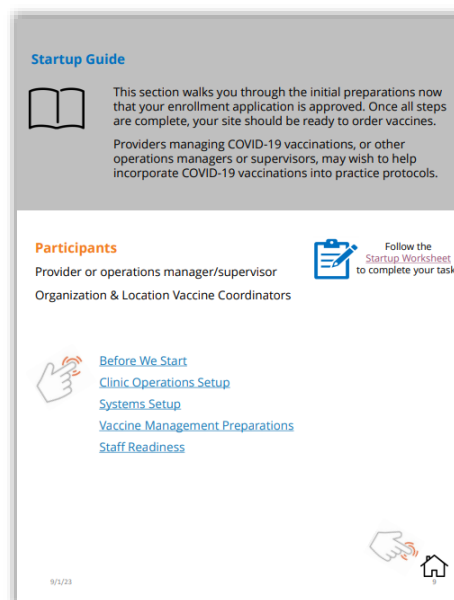 Startup Guide
This section walks you through the initial preparations now
that your enrollment application is approved. Once all steps
are complete, your site should be ready to order vaccines.
Providers managing COVID-19 vaccinations, or other
operations managers or supervisors, may wish to help
incorporate COVID-19 vaccinations into practice protocols.
Participants
Provider or operations manager/supervisor
Organization & Location Vaccine Coordinators
Follow the
Startup Worksheet
to complete your task
Before We Start
Clinic Operations Setup
Systems Setup
Vaccine Management Preparations
Staff Readiness
9/1/23
9